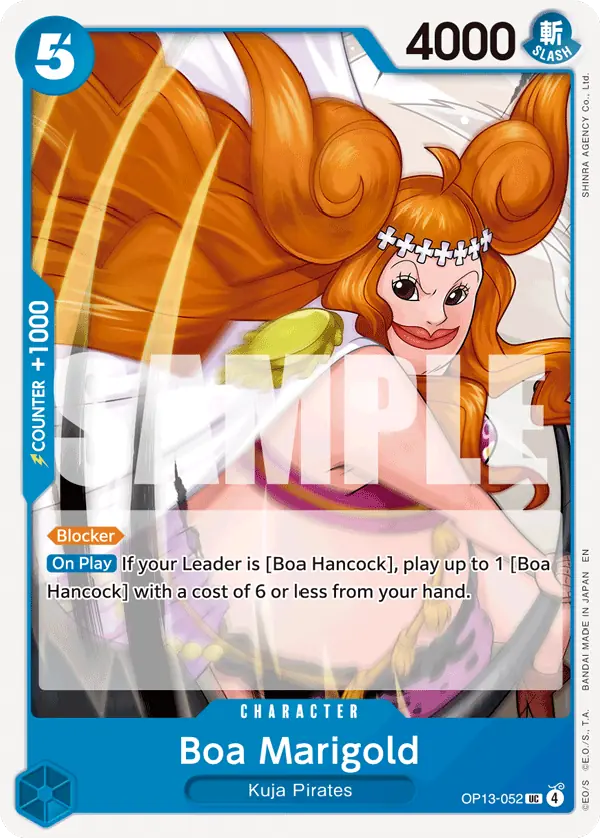 5
4000
斬
SLASH
SHINRA AGENCY Co., Ltd.
COUNTER +1000
SAMPLE
Blocker
On Play If your Leader is [Boa Hancock], play up to 1 [Boa
Hancock] with a cost of 6 or less from your hand.
CHARACTER
Boa Marigold
Kuja Pirates
OP13-052 UC 4
©EO/S ©E.O./S., T.A. BANDAI MADE IN JAPAN EN